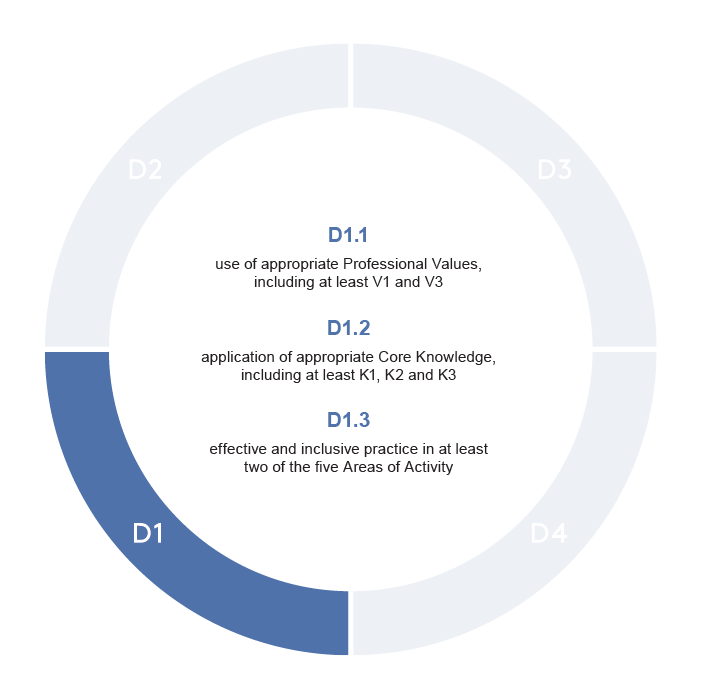 D2
D3
D1.1
use of appropriate Professional Values,
including at least V1 and V3
D1.2
application of appropriate Core Knowledge,
including at least K1, K2 and K3
D1.3
effective and inclusive practice in at least
two of the five Areas of Activity
D1
D4